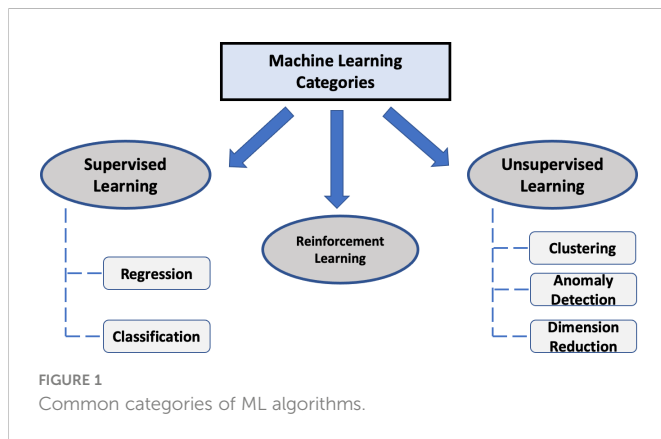 Machine Learning
Categories
Supervised
Learning
Unsupervised
Learning
Reinforcement
Learning
Regression
Classification
Clustering
Anomaly
Detection
Dimension
Reduction
FIGURE 1
Common categories of ML algorithms.